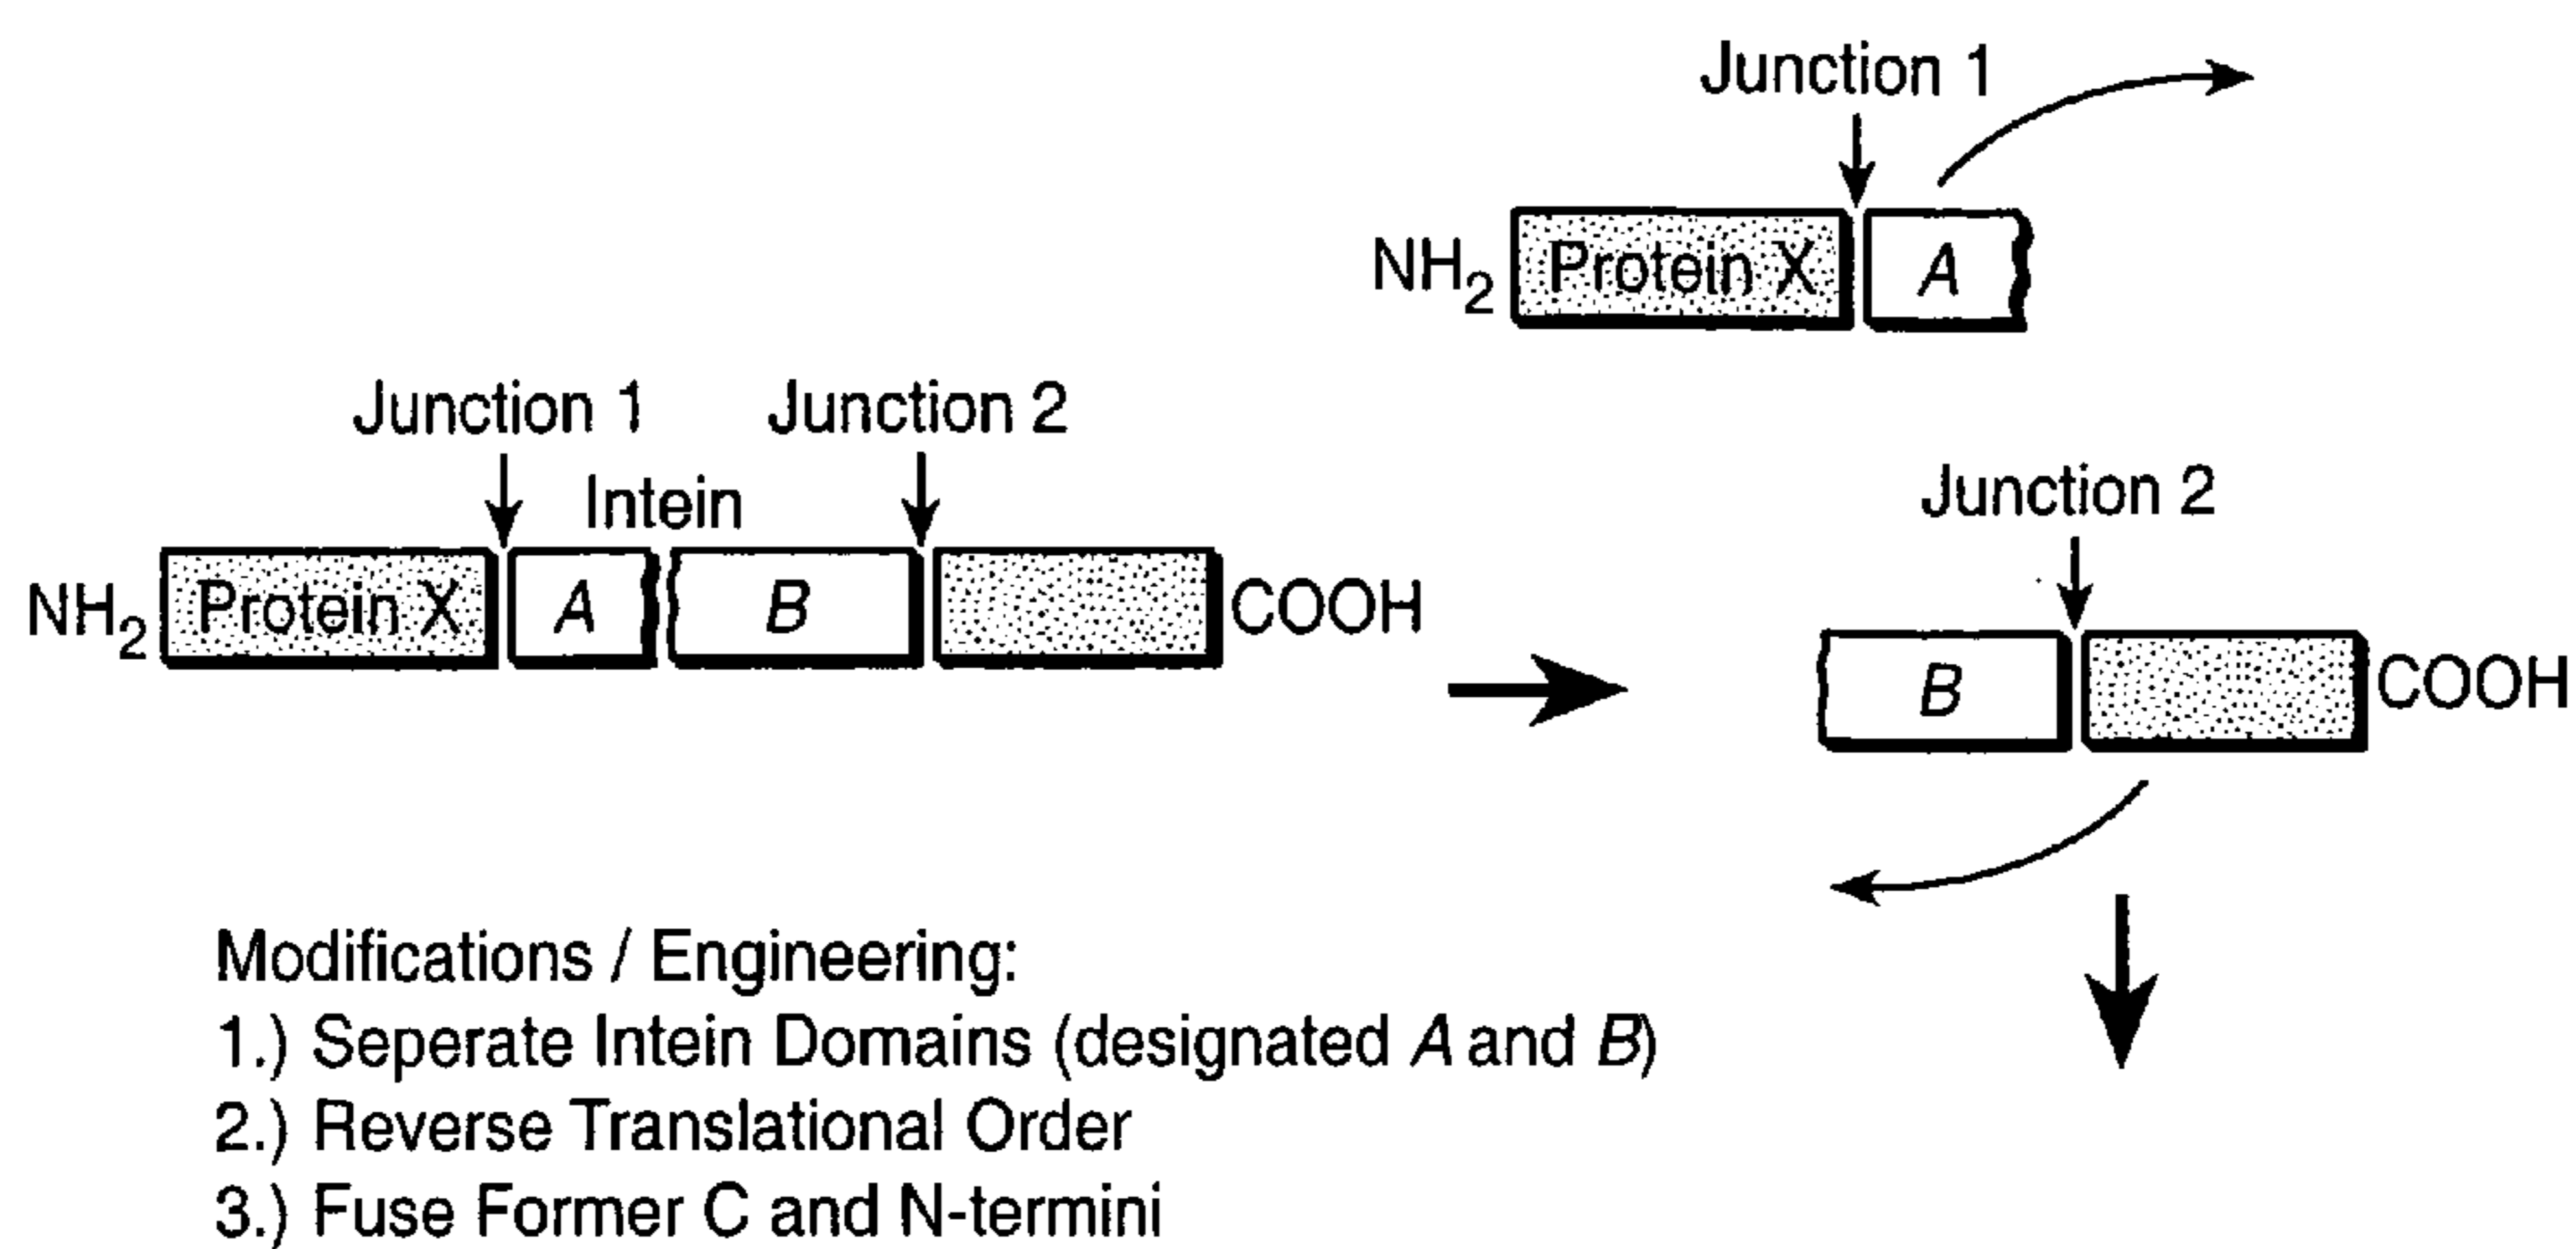 Junction 1
NH2 Protein X A
Junction 1 Junction 2
Intein
NH2 Protein X A B COOH
Junction 2
B COOH
Modifications / Engineering:
1.) Seperate Intein Domains (designated A and B)
2.) Reverse Translational Order
3.) Fuse Former C and N-termini